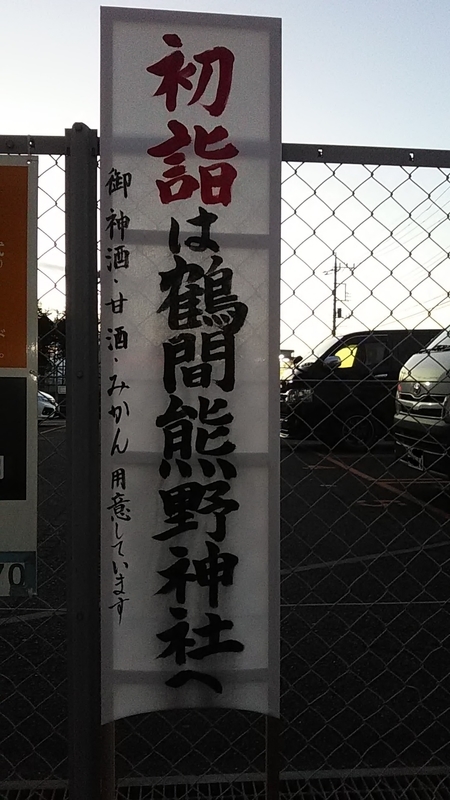 初詣は鶴間熊野神社へ
御神酒・甘酒・みかん 用意しています
70